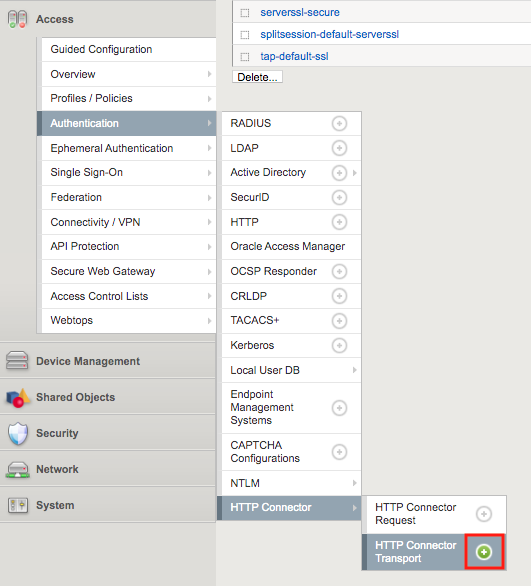 Access
Guided Configuration
Overview
Profiles / Policies
Authentication
Ephemeral Authentication
Single Sign-On
Federation
Connectivity / VPN
API Protection
Secure Web Gateway
Access Control Lists
Webtops
Device Management
Shared Objects
Security
Network
System
serverssl-secure
splitsession-default-serverssl
tap-default-ssl
Delete...
RADIUS
LDAP
Active Directory
SecurID
HTTP
Oracle Access Manager
OCSP Responder
CRLDP
TACACS+
Kerberos
Local User DB
Endpoint
Management
Systems
CAPTCHA
Configurations
NTLM
HTTP Connector
HTTP Connector
Request
HTTP Connector
Transport